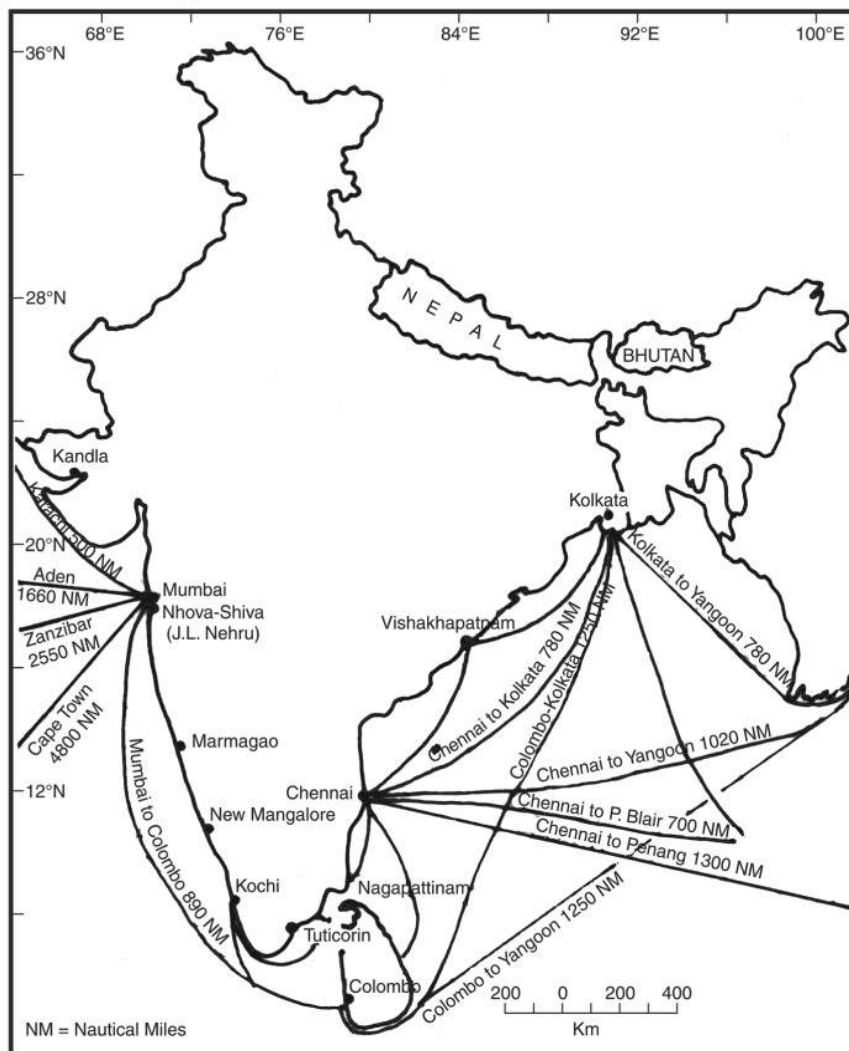 68°E 76°E 84°E 92°E 100°E
36°N
28°N
NEPAL
BHUTAN
Kandla
Kolkata
Karachi 500 NM
20°N
Aden
1660 NM
Mumbai
Nhova-Shiva
(J.L. Nehru)
Zanzibar
2550 NM
Vishakhapatnam
Kolkata to Yangoon 780 NM
Cape Town
4800 NM
Chennai to Kolkata 780 NM
Colombo-Kolkata 1250 NM
Marmagao
Chennai to Yangoon 1020 NM
12°N
Chennai
Chennai to P. Blair 700 NM
New Mangalore
Chennai to Penang 1300 NM
Mumbai to Colombo 890 NM
Kochi
Nagapattinam
Tuticorin
Colombo to Yangoon 1250 NM
Colombo
200 0 200 400
Km
NM = Nautical Miles